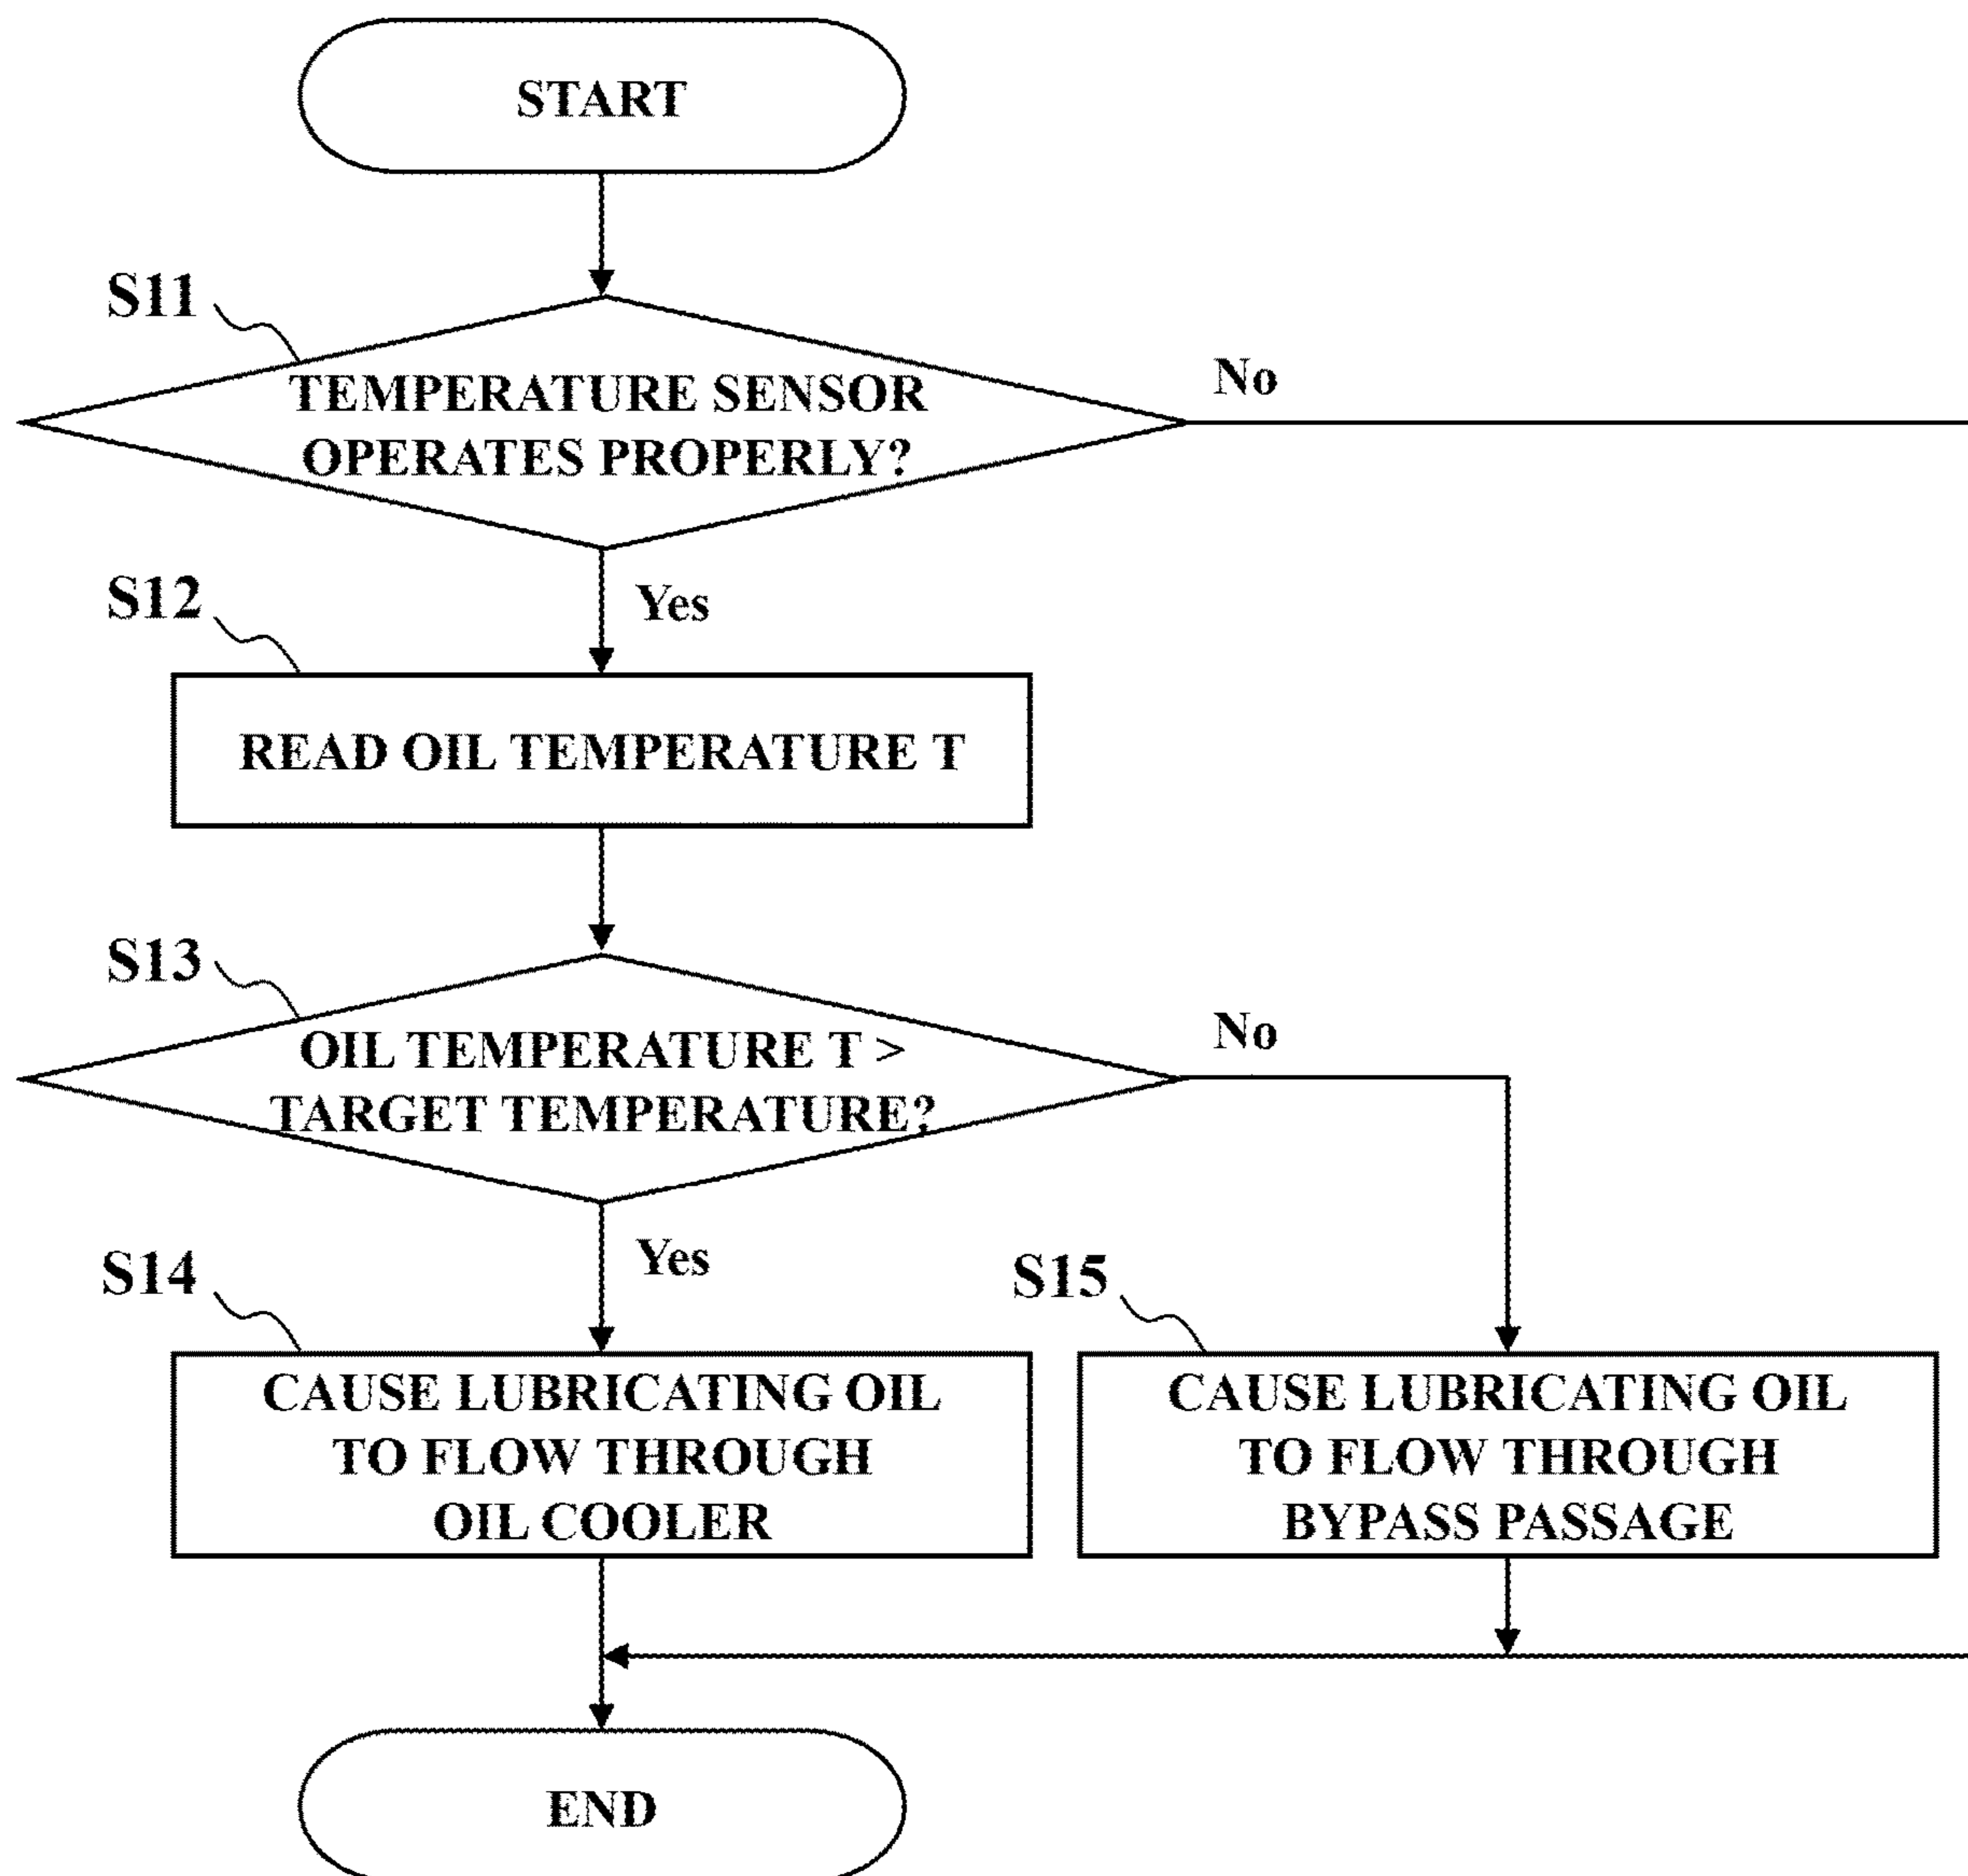 START
S11
TEMPERATURE SENSOR
OPERATES PROPERLY?
No
Yes
S12
READ OIL TEMPERATURE T
S13
OIL TEMPERATURE T >
TARGET TEMPERATURE?
No
Yes
S14
CAUSE LUBRICATING OIL
TO FLOW THROUGH
OIL COOLER
S15
CAUSE LUBRICATING OIL
TO FLOW THROUGH
BYPASS PASSAGE
END